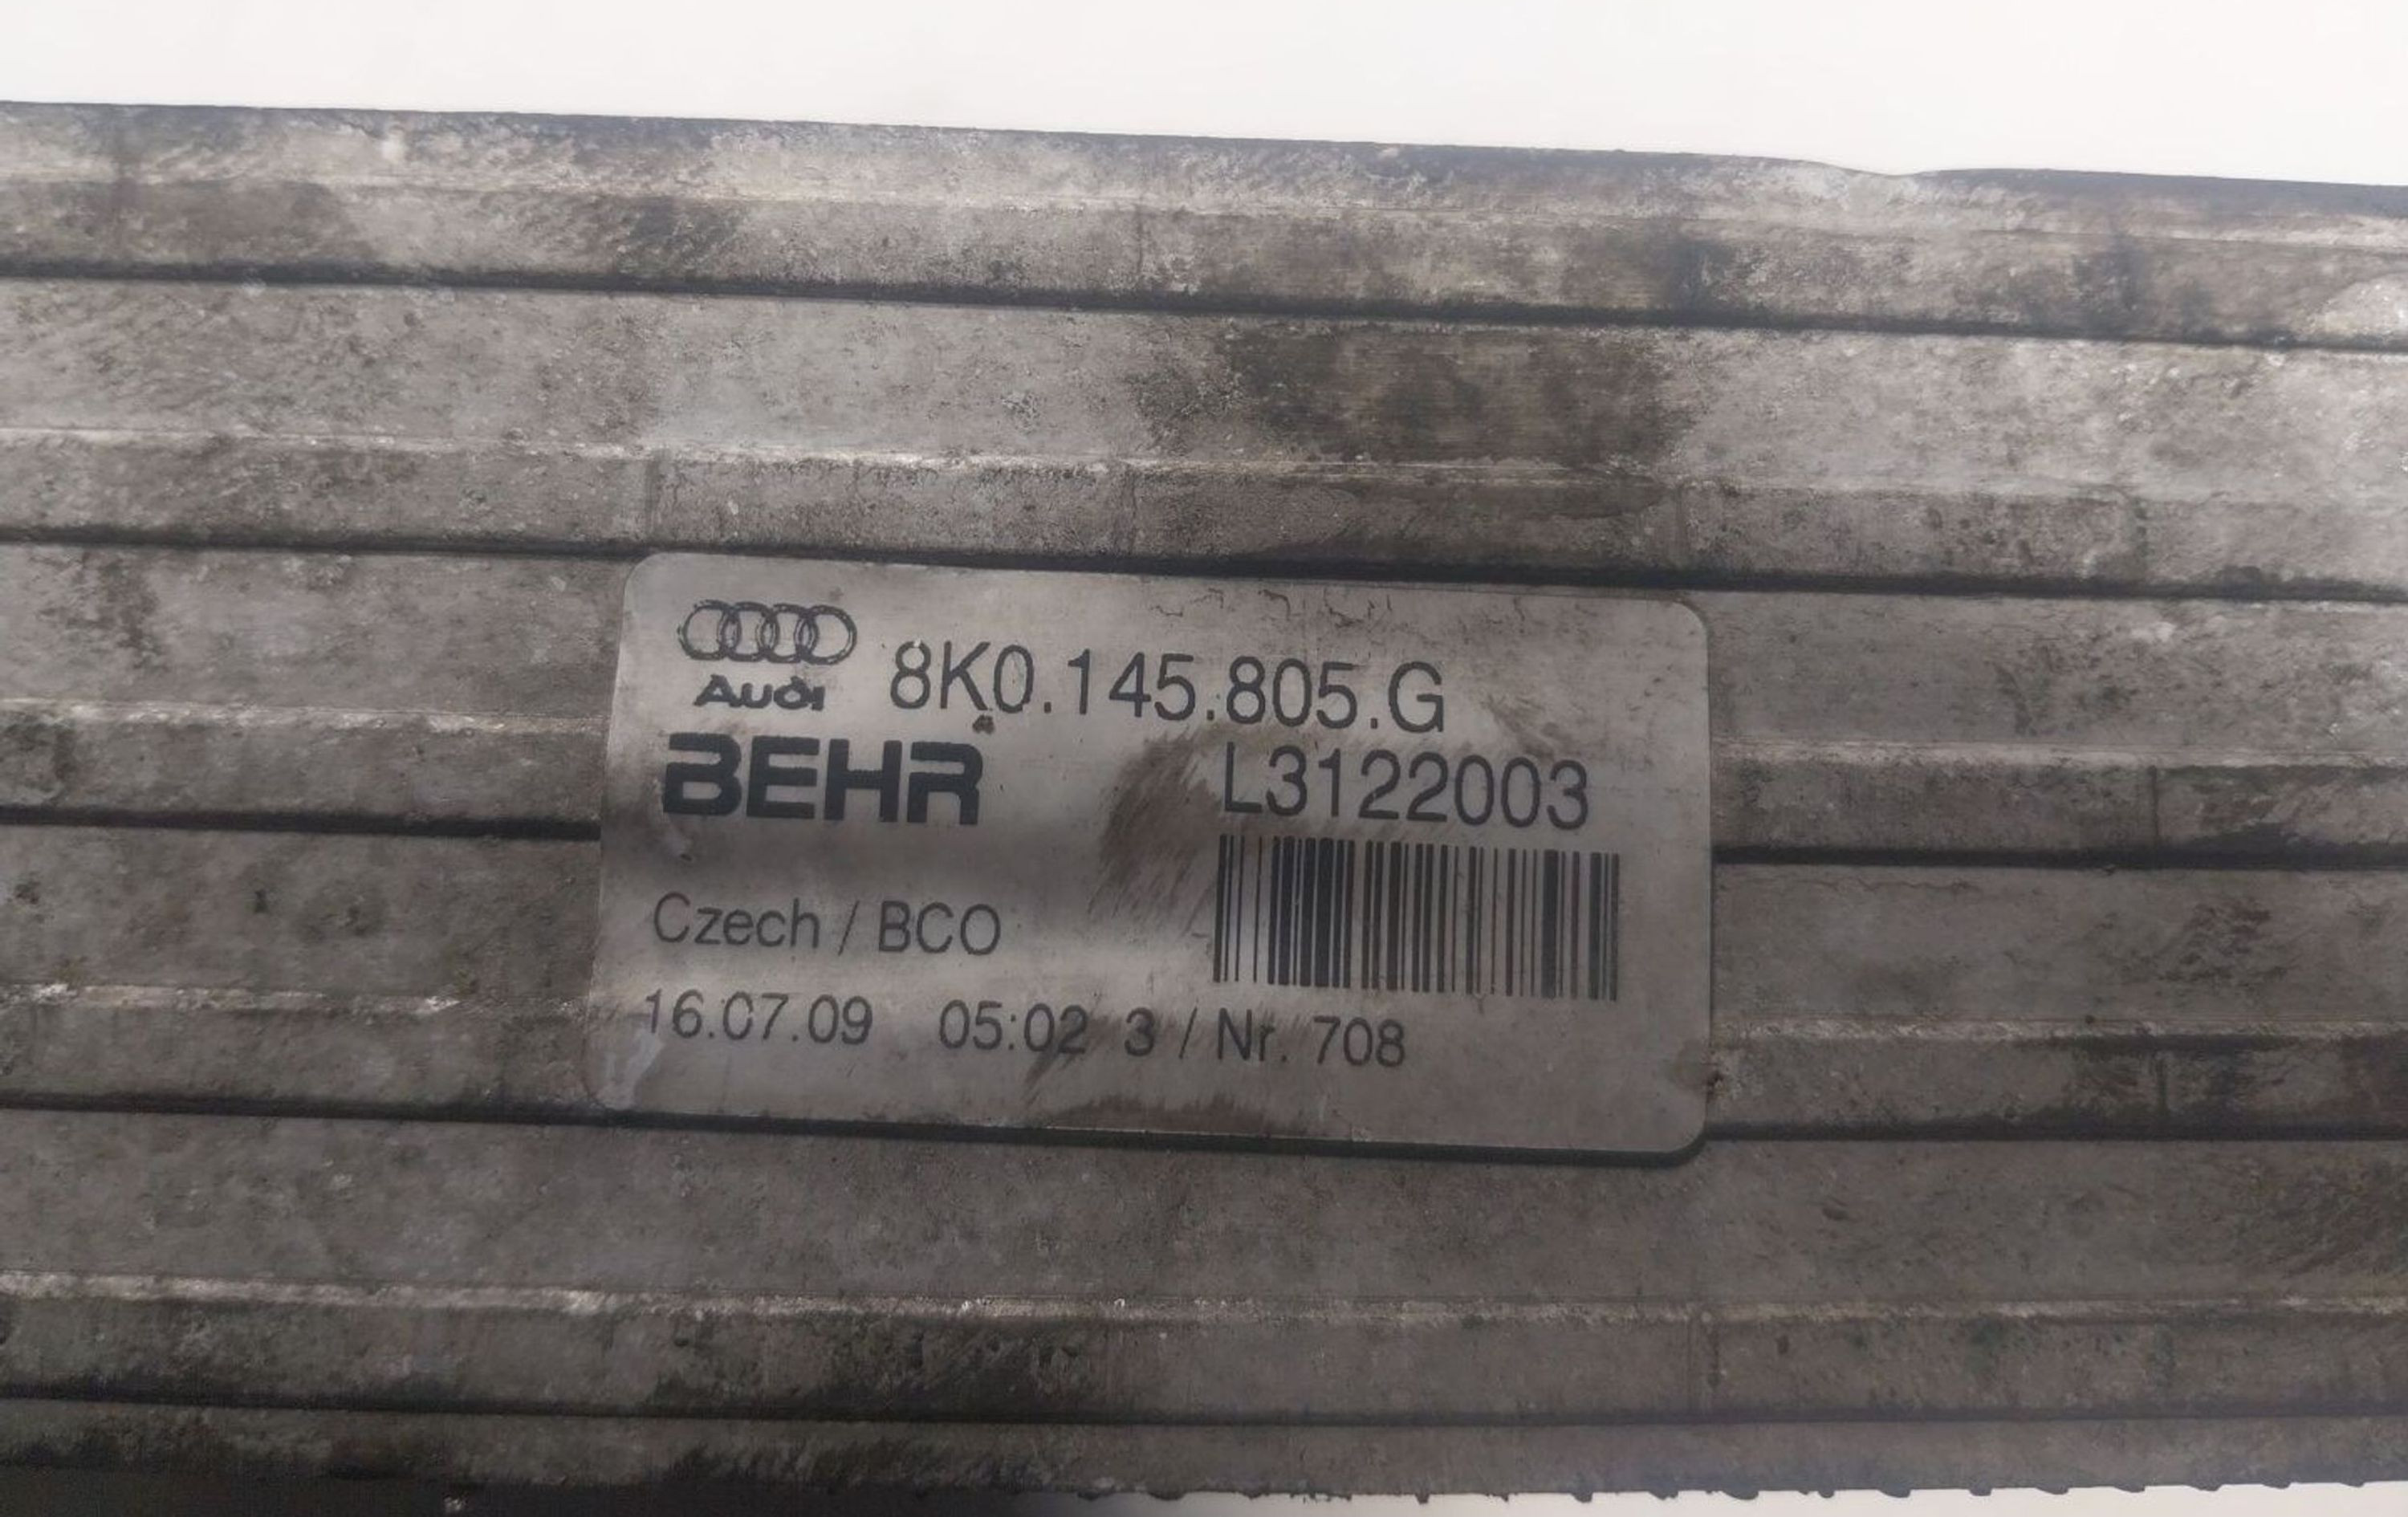 Audi 8K0.145.805.G
BEHR L3122003
Czech / BCO
16.07.09 05:02 3 / Nr. 708